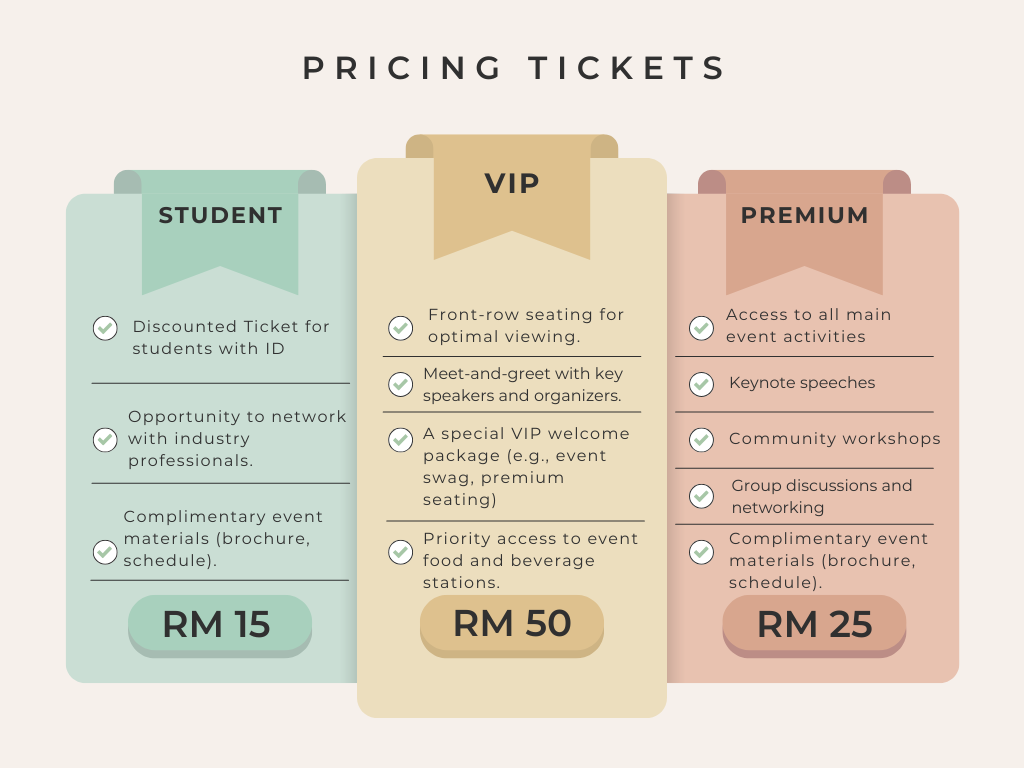 PRICING TICKETS
STUDENT
Discounted Ticket for
students with ID
Opportunity to network
with industry
professionals.
Complimentary event
materials (brochure,
schedule).
RM 15
VIP
Front-row seating for
optimal viewing.
Meet-and-greet with key
speakers and organizers.
A special VIP welcome
package (e.g., event
swag, premium
seating)
Priority access to event
food and beverage
stations.
RM 50
PREMIUM
Access to all main
event activities
Keynote speeches
Community workshops
Group discussions and
networking
Complimentary event
materials (brochure,
schedule).
RM 25